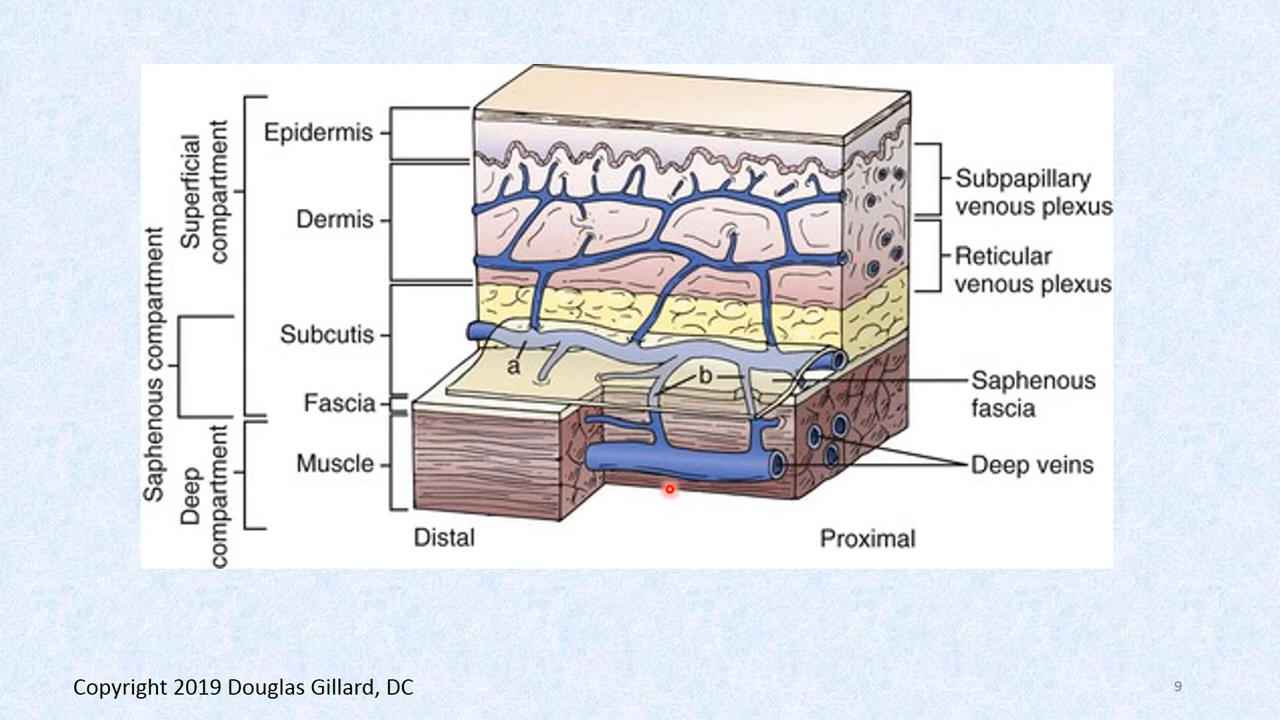 Superficial
compartment
Saphenous compartment
Deep
compartment
Epidermis
Dermis
Subcutis
Fascia
Muscle
a
b
Subpapillary
venous plexus
Reticular
venous plexus
Saphenous
fascia
Deep veins
Distal
Proximal
Copyright 2019 Douglas Gillard, DC
9